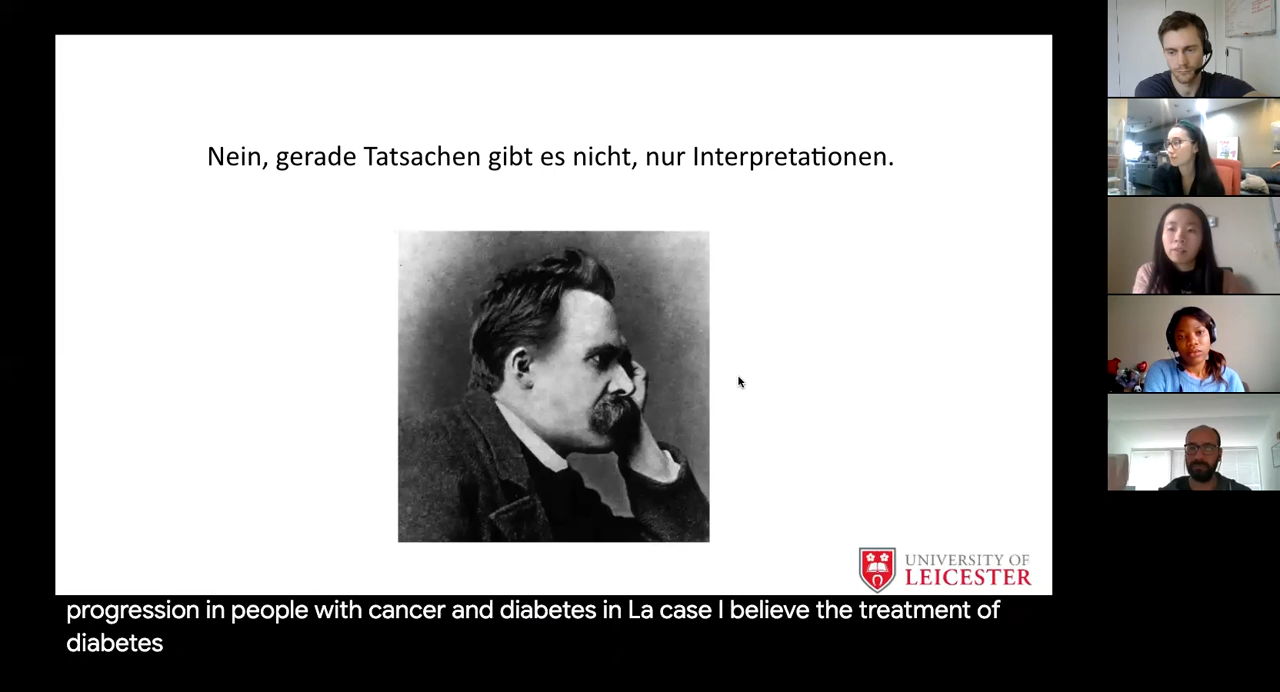 Nein, gerade Tatsachen gibt es nicht, nur Interpretationen.
UNIVERSITY OF
LEICESTER
progression in people with cancer and diabetes in La case I believe the treatment of
diabetes